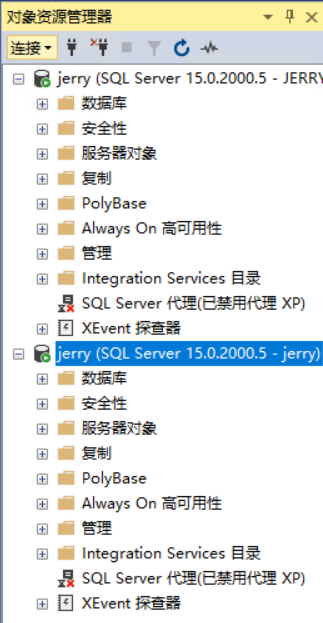 对象资源管理器
连接
jerry (SQL Server 15.0.2000.5 - JERRY
数据库
安全性
服务器对象
复制
PolyBase
Always On 高可用性
管理
Integration Services 目录
SQL Server 代理(已禁用代理 XP)
XEvent 探查器
jerry (SQL Server 15.0.2000.5 - jerry)
数据库
安全性
服务器对象
复制
PolyBase
Always On 高可用性
管理
Integration Services 目录
SQL Server 代理(已禁用代理 XP)
XEvent 探查器